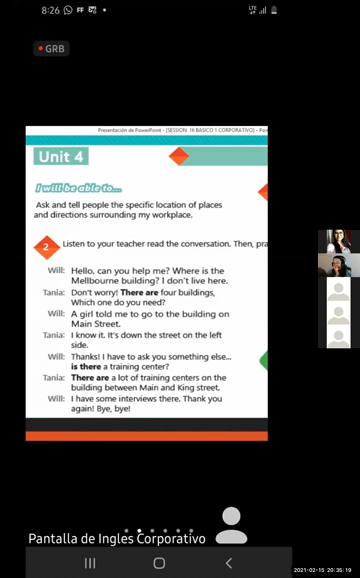 8:26 FF
LTE
GRB
Presentación de PowerPoint - [SESSION 16 BASICO 1 CORPORATIVO] - Po
Unit 4
I will be able to...
Ask and tell people the specific location of places
and directions surrounding my workplace.
2 Listen to your teacher read the conversation. Then, pra
Will: Hello, can you help me? Where is the
Mellbourne building? I don't live here.
Tania: Don't worry! There are four buildings,
Which one do you need?
Will: A girl told me to go to the building on
Main Street.
Tania: I know it. It's down the street on the left
side.
Will: Thanks! I have to ask you something else...
is there a training center?
Tania: There are a lot of training centers on the
building between Main and King street.
Will: I have some interviews there. Thank you
again! Bye, bye!
Pantalla de Ingles Corporativo
2021-02-15 20:35:19